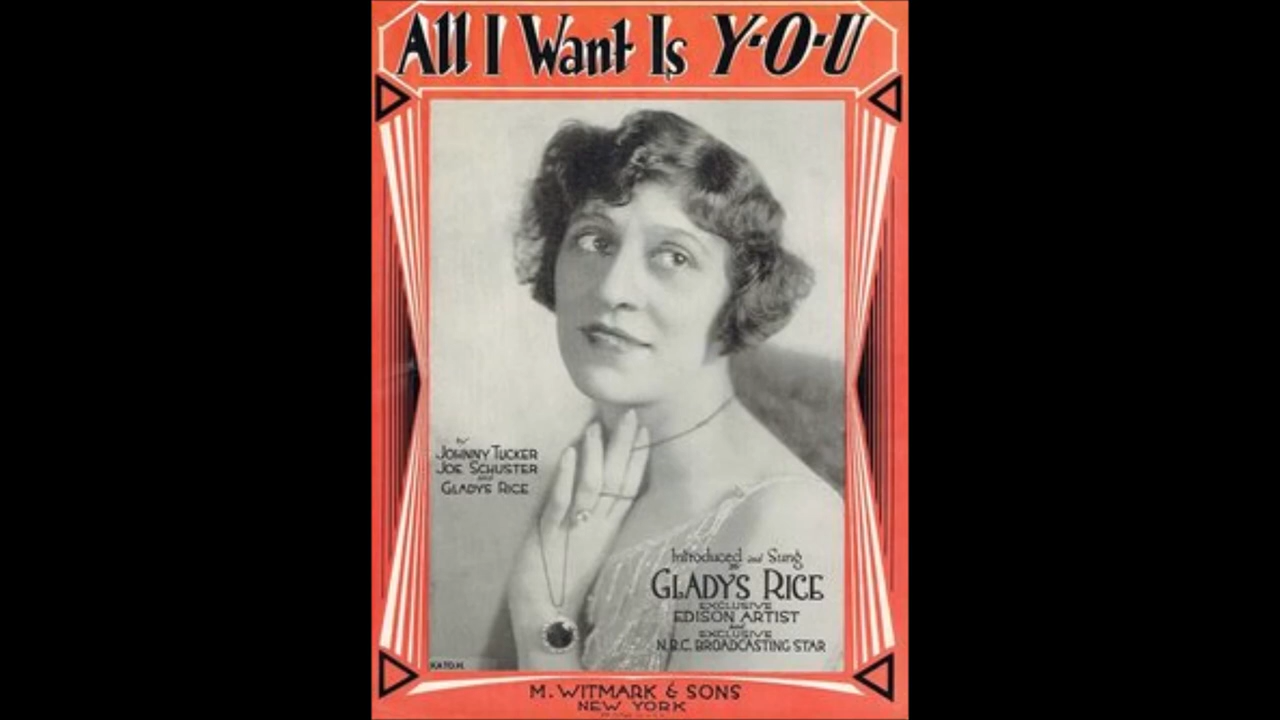 All I Want Is Y·O·U
by
JOHNNY TUCKER
JOE SCHUSTER
and
GLADYS RICE
Introduced and Sung
by
GLADYS RICE
EXCLUSIVE
EDISON ARTIST
and
EXCLUSIVE
N.B.C. BROADCASTING STAR
KATO.H.
M. WITMARK & SONS
NEW YORK